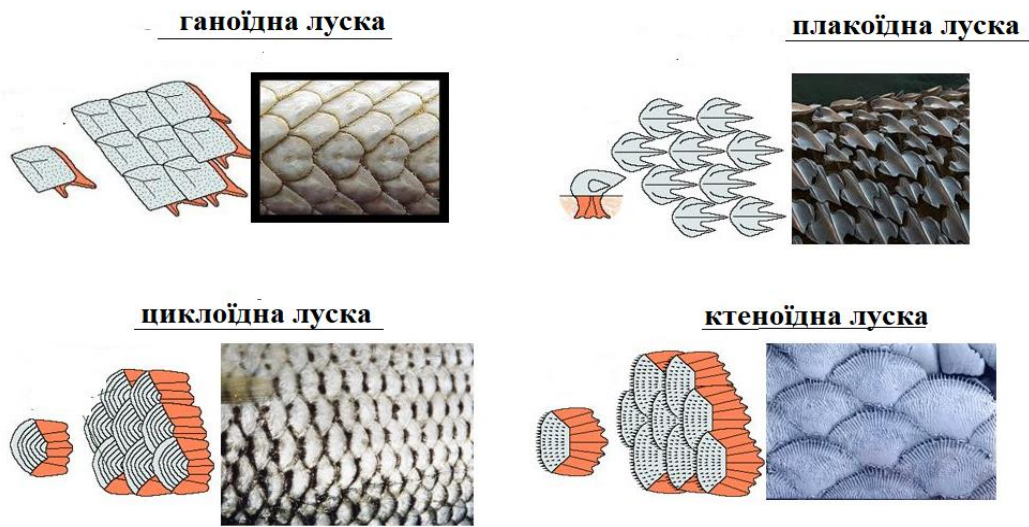 ганоїдна луска
плакоїдна луска
циклоїдна луска
ктеноїдна луска